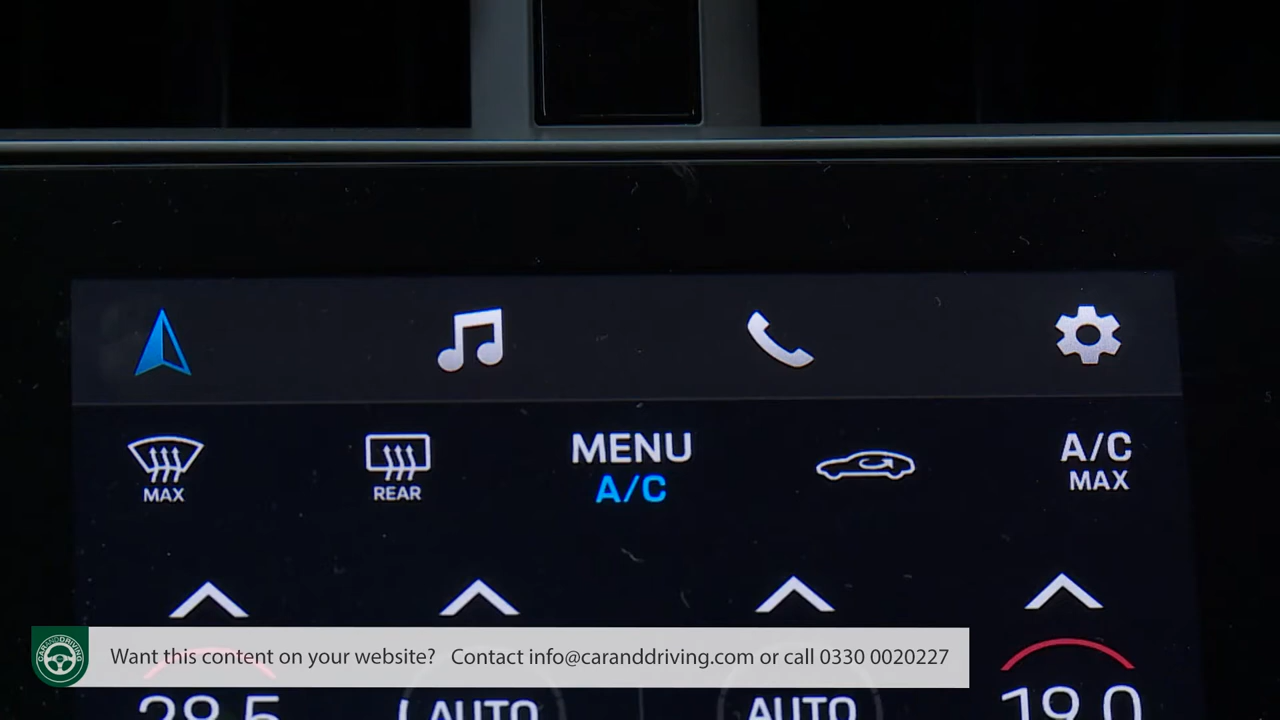 MENU
A/C
A/C
MAX
MAX
REAR
CARANDDRIVING
Want this content on your website? Contact info@caranddriving.com or call 0330 0020227
28.5
AUTO
AUTO
19.0